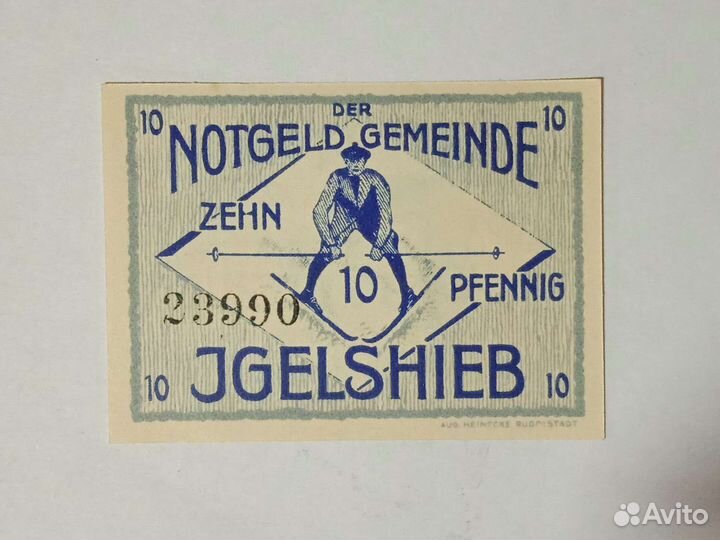 10 DER 10
NOTGELD GEMEINDE
ZEHN
10 PFENNIG
23990
JGELSHIEB
10 10
AUG. HEINECKE RUDOLSTADT
Avito